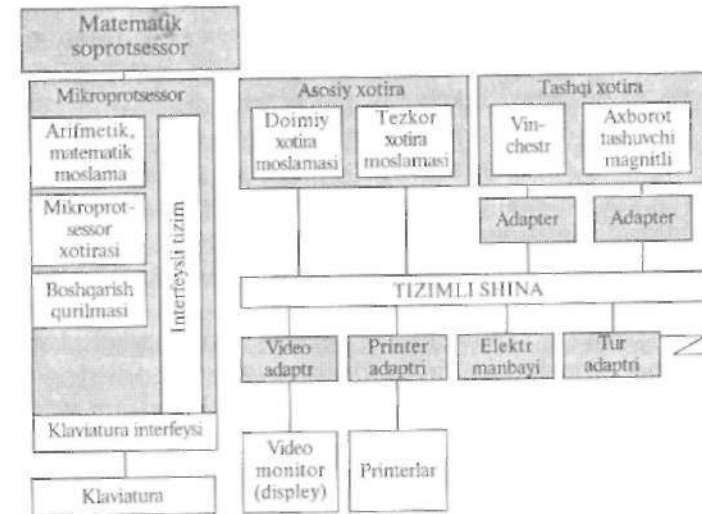 Matematik
soprotsessor
Mikroprotsessor
Arifmetik,
matematik
moslama
Mikroprot-
sessor
xotirasi
Boshqarish
qurilmasi
Interfeysli tizim
Klaviatura interfeysi
Klaviatura
Asosiy xotira
Doimiy
xotira
moslamasi
Tezkor
xotira
moslamasi
Tashqi xotira
Vin-
chestr
Axborot
tashuvchi
magnitli
Adapter
Adapter
TIZIMLI SHINA
Video
adaptr
Printer
adaptri
Elektr
manbayi
Tur
adaptri
Video
monitor
(displey)
Printerlar